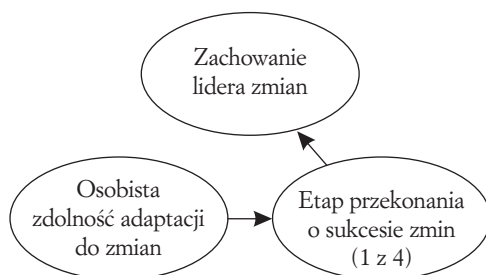 Zachowanie
lidera zmian
Osobista
zdolność adaptacji
do zmian
Etap przekonania
o sukcesie zmin
(1 z 4)